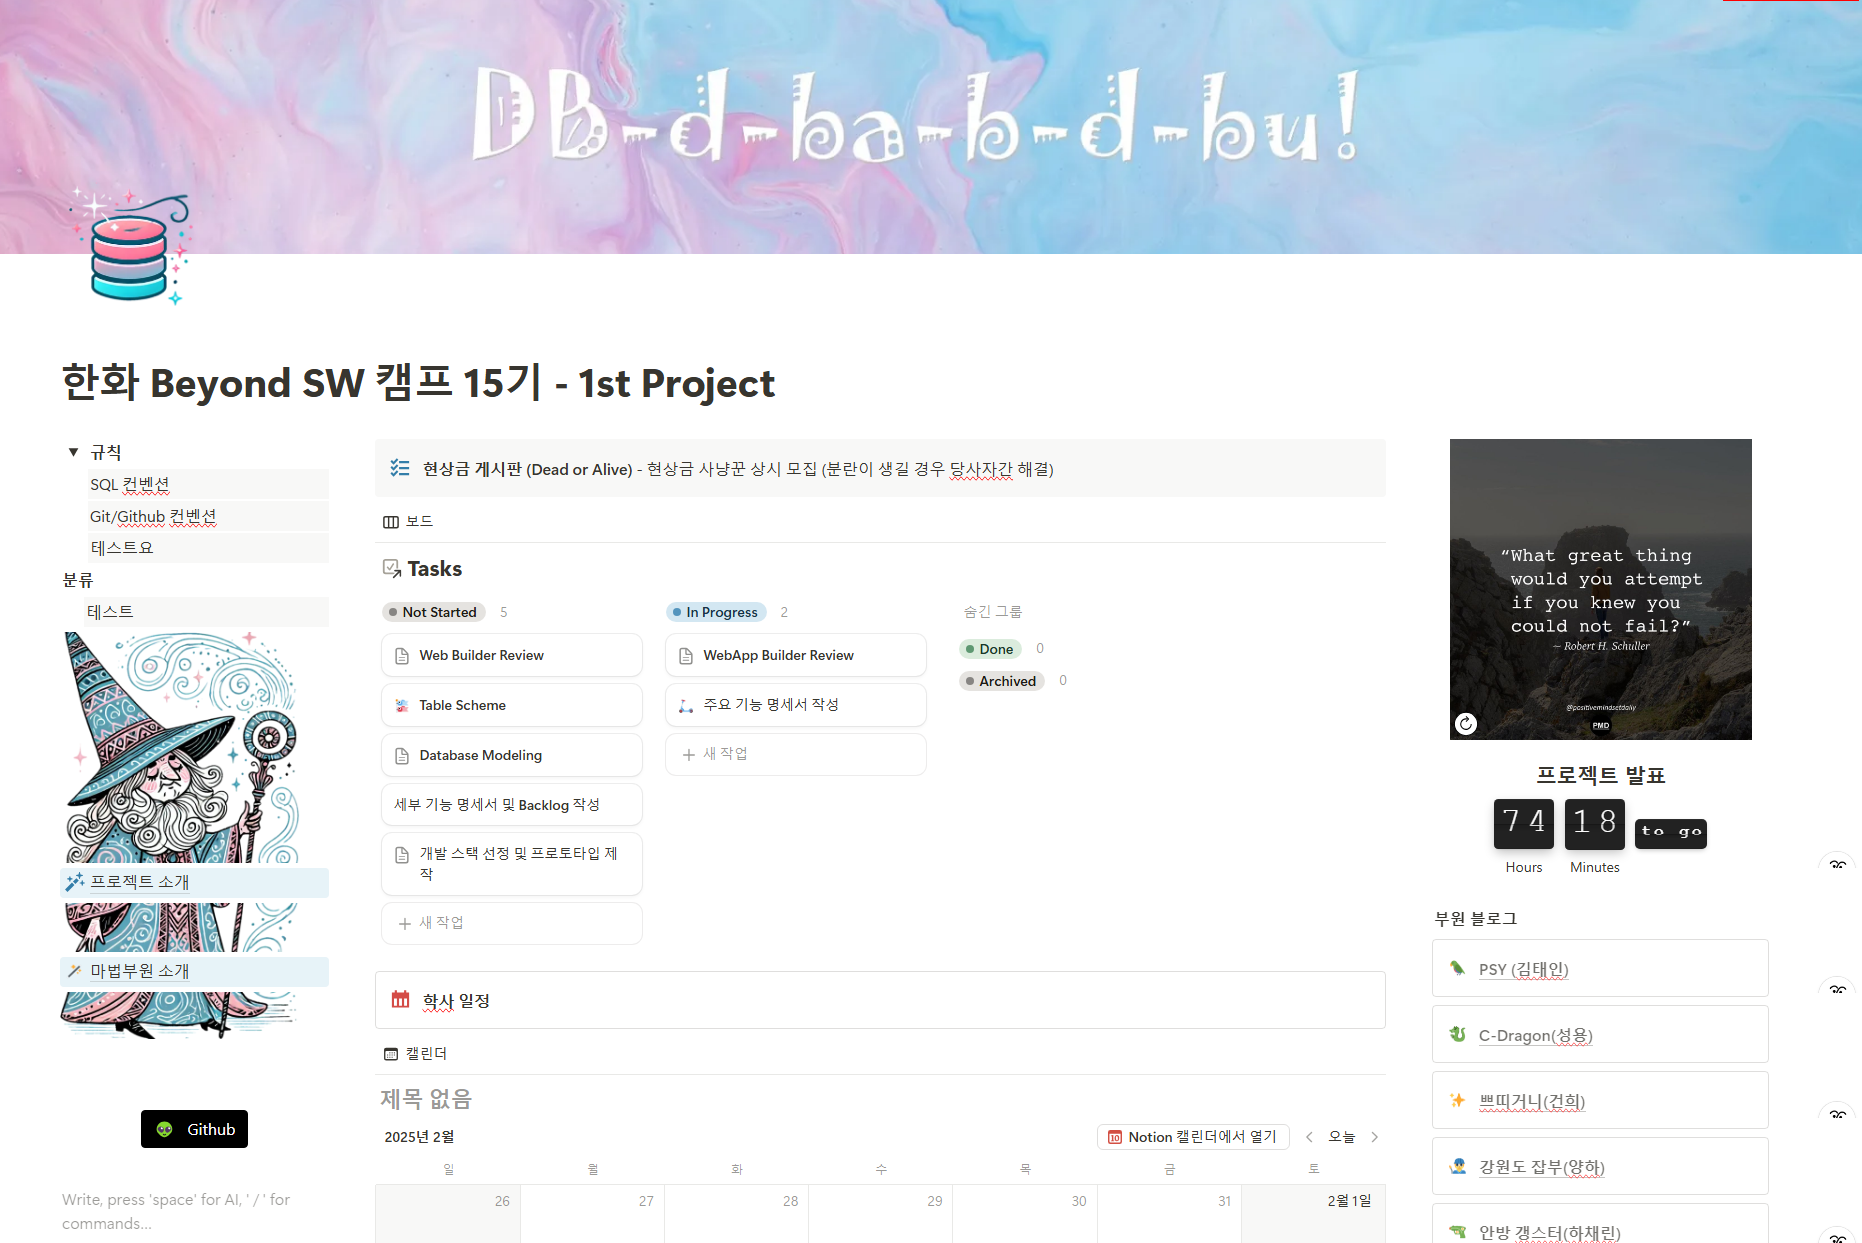 DB-d-ba-b-d-bu!
한화 Beyond SW 캠프 15기 - 1st Project
규칙
SQL 컨벤션
Git/Github 컨벤션
테스트요
분류
테스트
프로젝트 소개
마법부원 소개
Github
Write, press 'space' for AI, ' / ' for
commands...
현상금 게시판 (Dead or Alive) - 현상금 사냥꾼 상시 모집 (분란이 생길 경우 당사자간 해결)
보드
Tasks
Not Started 5
Web Builder Review
Table Scheme
Database Modeling
세부 기능 명세서 및 Backlog 작성
개발 스택 선정 및 프로토타입 제
작
+ 새 작업
In Progress 2
WebApp Builder Review
주요 기능 명세서 작성
+ 새 작업
숨긴 그룹
Done 0
Archived 0
학사 일정
캘린더
제목 없음
2025년 2월
10 Notion 캘린더에서 열기
오늘
일 월 화 수 목 금 토
26 27 28 29 30 31 2월 1일
“What great thing
would you attempt
if you knew you
could not fail?”
~ Robert H. Schuller
@positivemindsetdaily
PMD
프로젝트 발표
74 18 to go
Hours Minutes
부원 블로그
PSY (김태인)
C-Dragon(성용)
쁘띠거니(건희)
강원도 잡부(양하)
안방 갱스터(하채린)